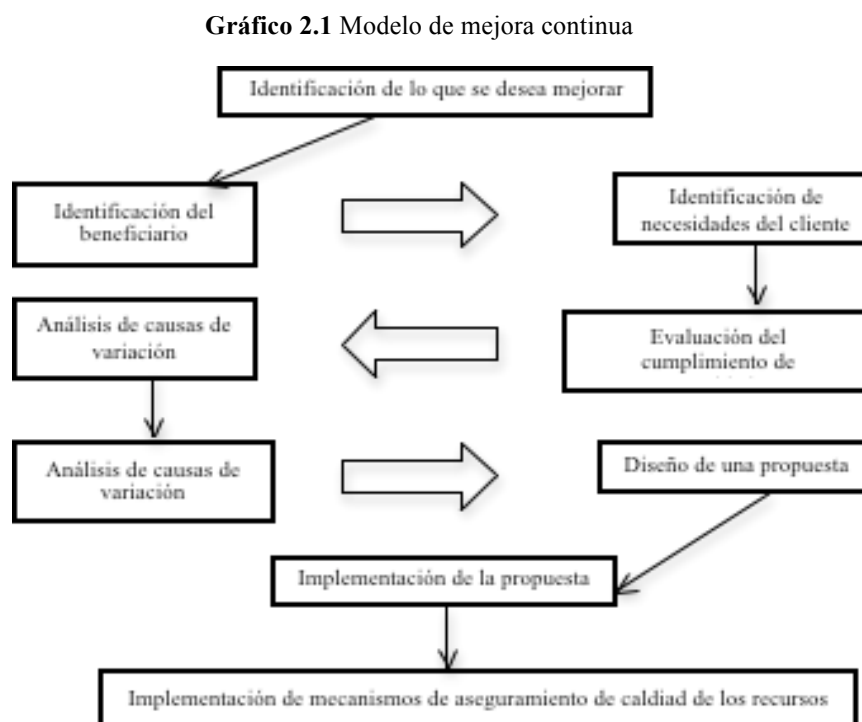 Gráfico 2.1 Modelo de mejora continua
Identificación de lo que se desea mejorar
Identificación del
beneficiario
Identificación de
necesidades del cliente
Análisis de causas de
variación
Evaluación del
cumplimiento de
Análisis de causas de
variación
Diseño de una propuesta
Implementación de la propuesta
Implementación de mecanismos de aseguramiento de caldiad de los recursos